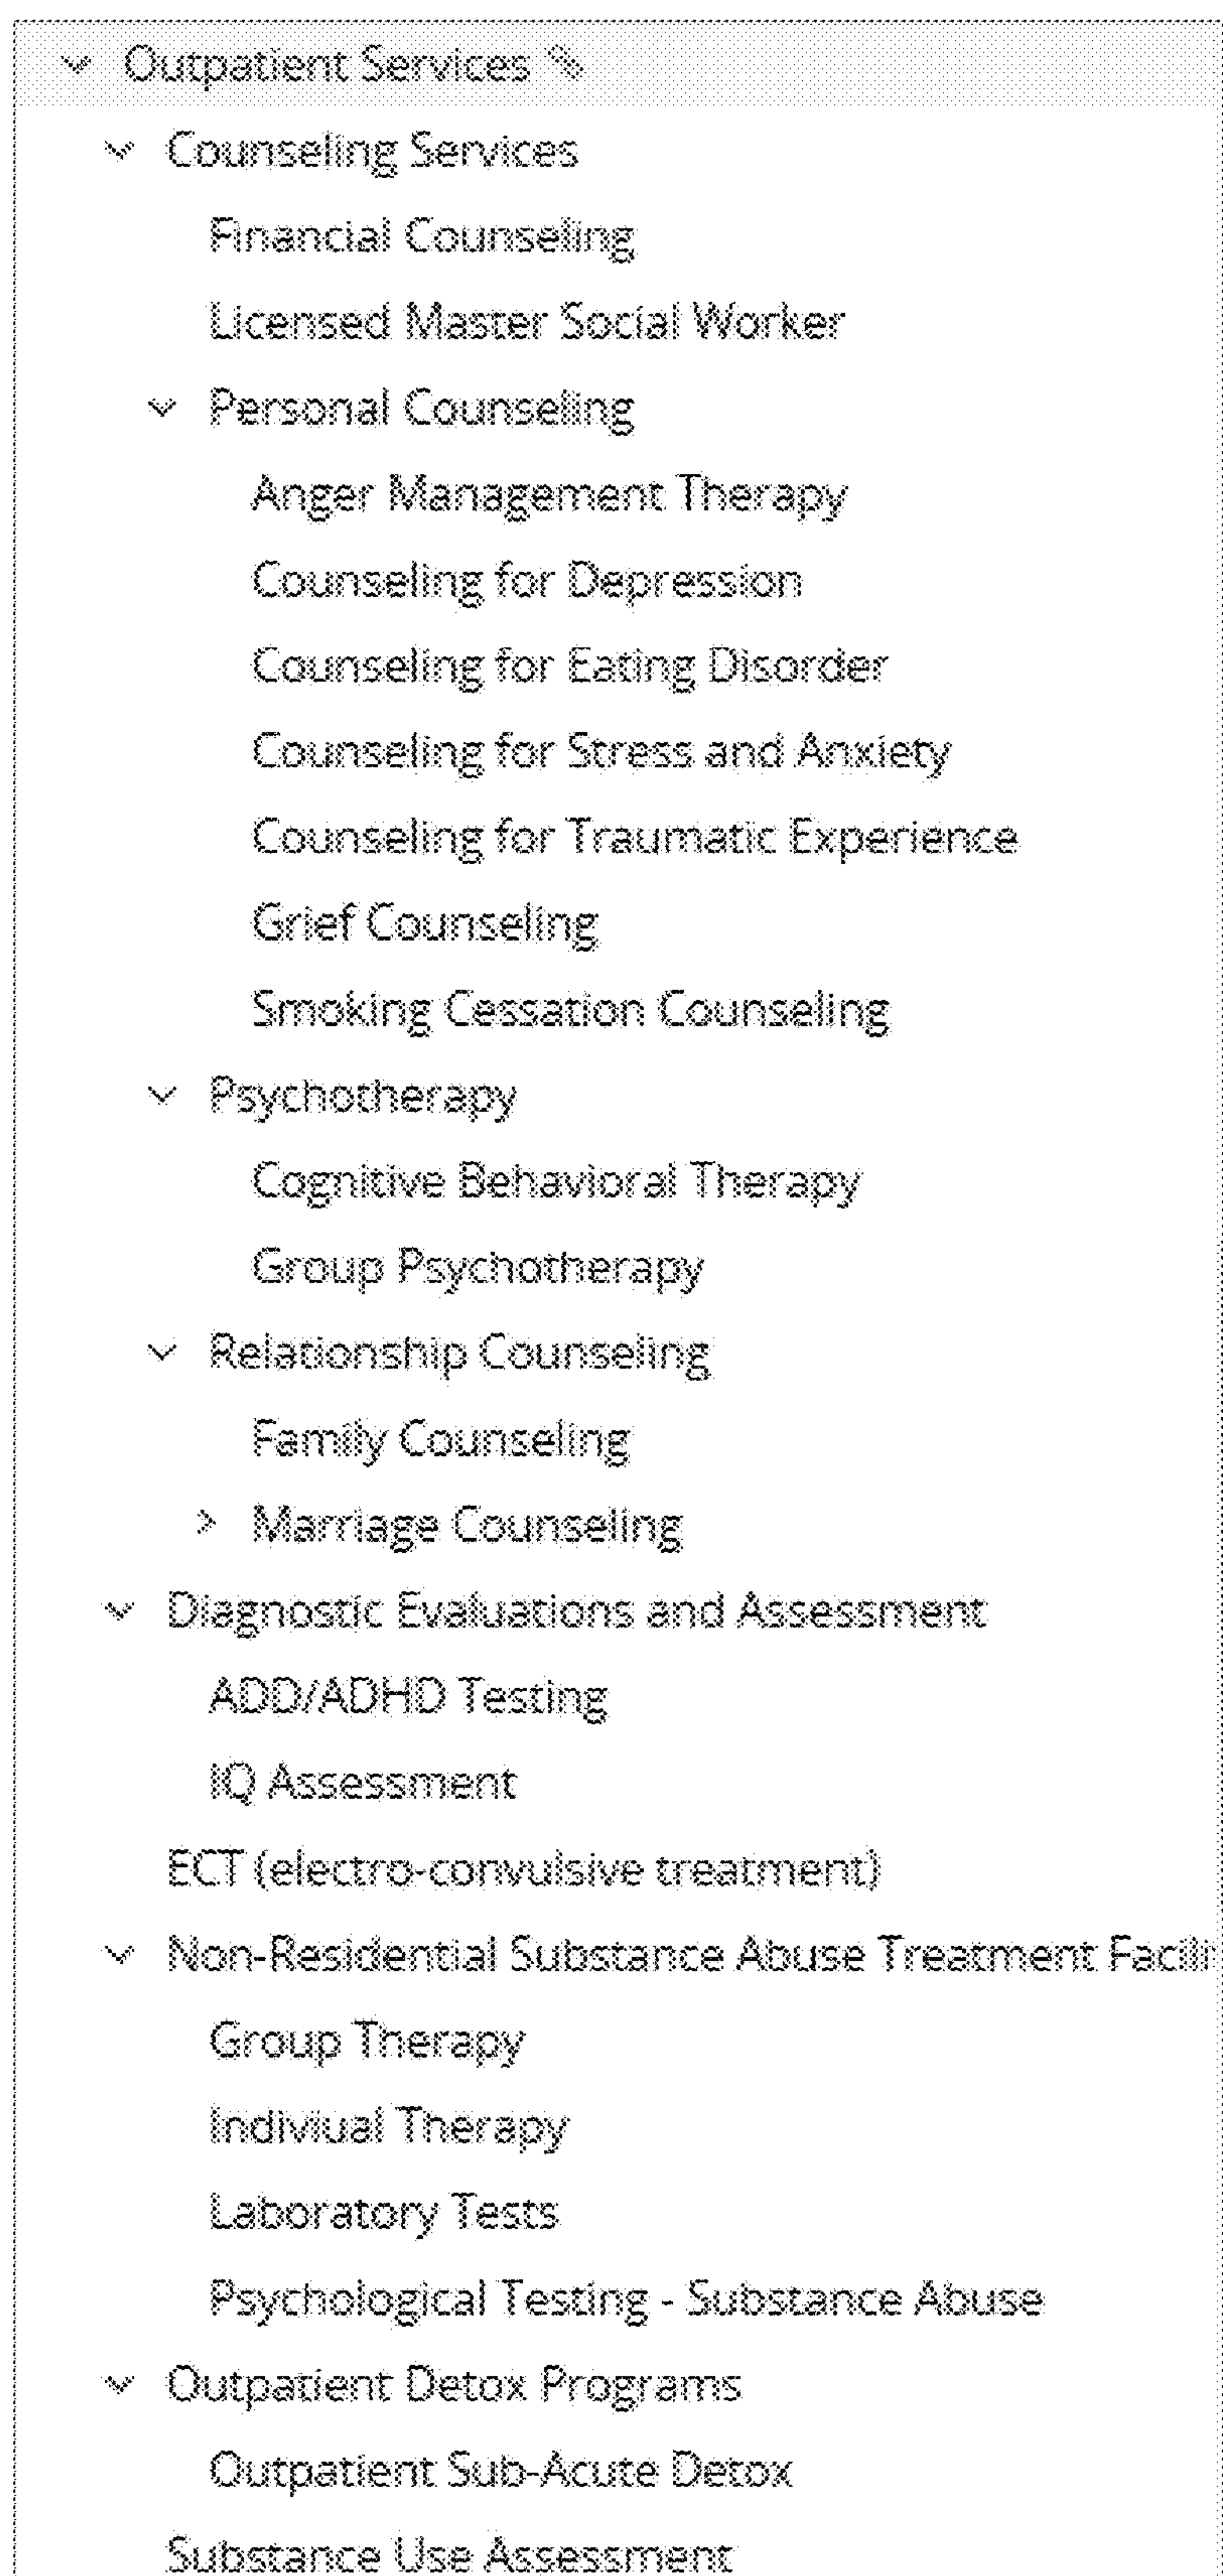 Outpatient Services
Counseling Services
Financial Counseling
Licensed Master Social Worker
Personal Counseling
Anger Management Therapy
Counseling for Depression
Counseling for Eating Disorder
Counseling for Stress and Anxiety
Counseling for Traumatic Experience
Grief Counseling
Smoking Cessation Counseling
Psychotherapy
Cognitive Behavioral Therapy
Group Psychotherapy
Relationship Counseling
Family Counseling
Marriage Counseling
Diagnostic Evaluations and Assessment
ADD/ADHD Testing
IQ Assessment
ECT (electro-convulsive treatment)
Non-Residential Substance Abuse Treatment
Group Therapy
Indiviual Therapy
Laboratory Tests
Psychological Testing - Substance Abuse
Outpatient Detox Programs
Outpatient Sub-Acute Detox
Substance Use Assessment